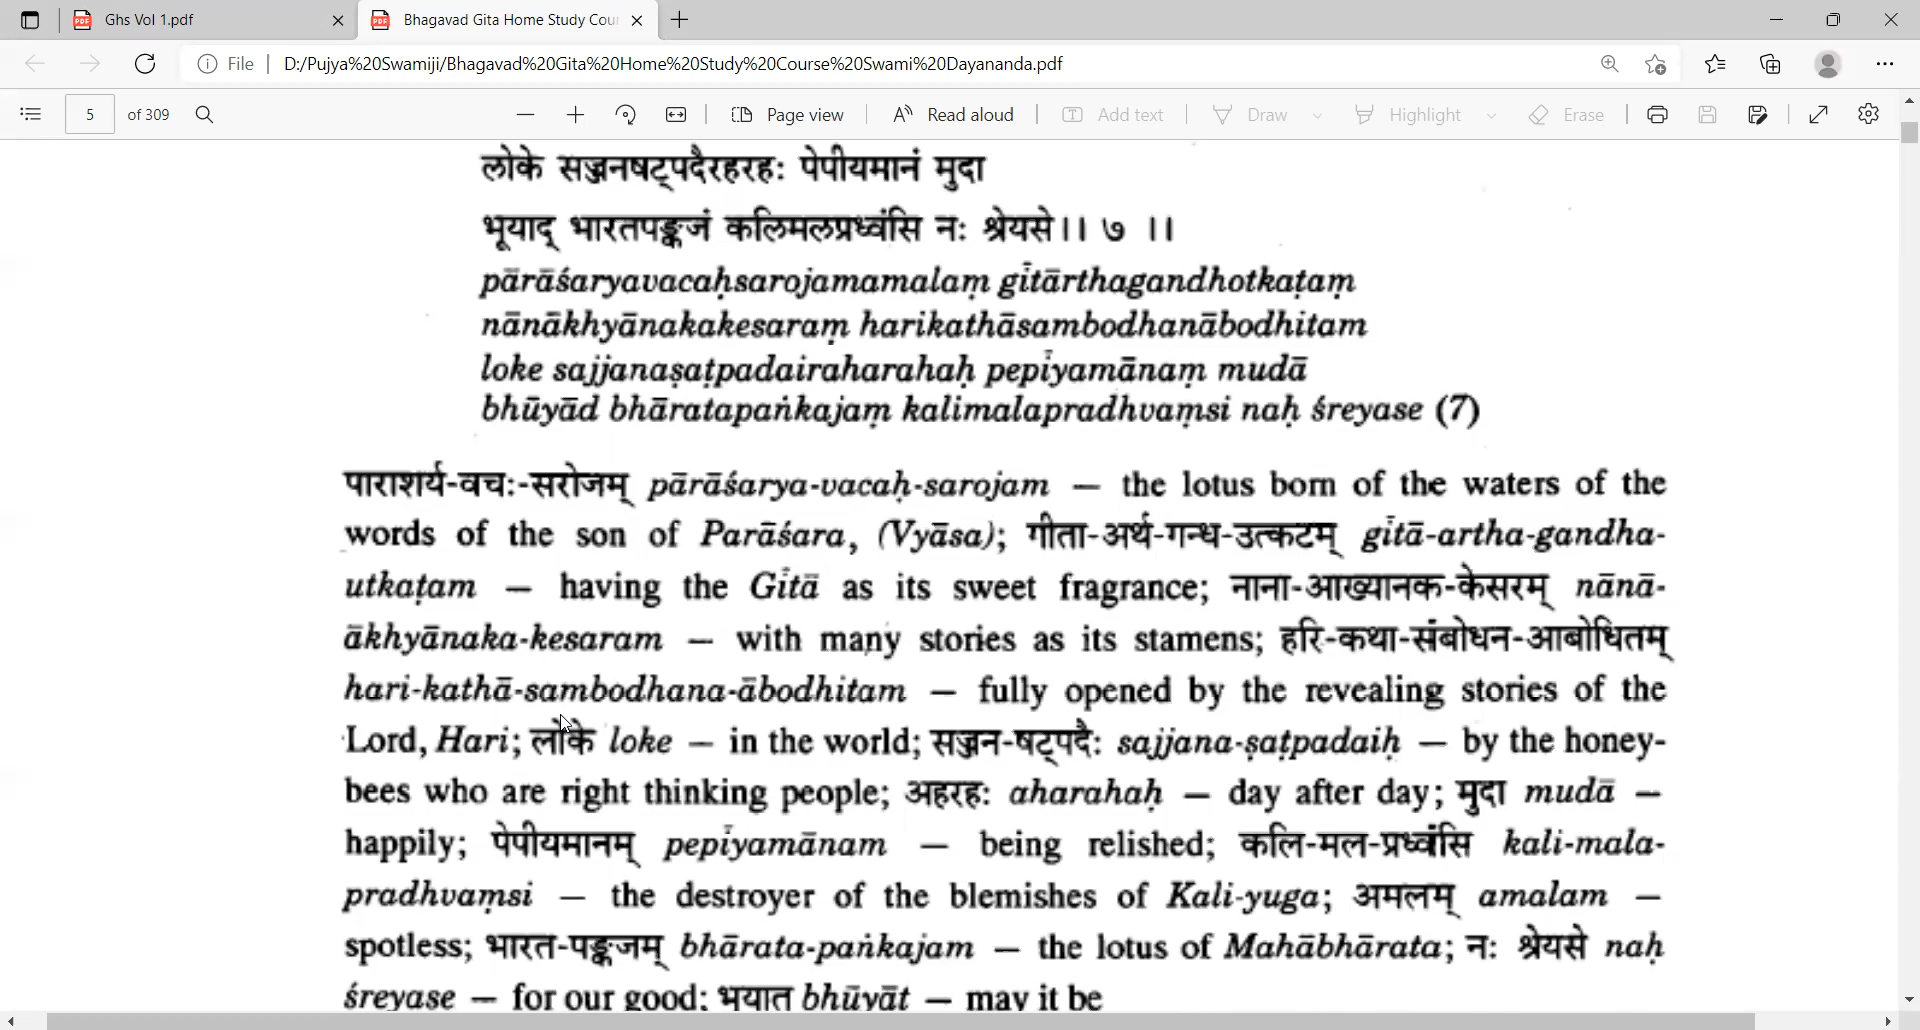 Ghs Vol 1.pdf
Bhagavad Gita Home Study Cou
File
D:/Pujya%20Swamiji/Bhagavad%20Gita%20Home%20Study%20Course%20Swami%20Dayananda.pdf
5 of 309
Page view
Read aloud
Add text
Draw
Highlight
Erase
लोके सज्जनषट्पदैरहरहः पेपीयमानं मुदा
भूयाद् भारतपङ्कजं कलिमलप्रध्वंसि नः श्रेयसे।। ७ ।।
pārāśaryavacaḥsarojamamalaṃ gītārthagandhotkaṭaṃ
nānākhyānakakesaraṃ harikathāsambodhanābodhitam
loke sajjanaṣaṭpadairaharahaḥ pepīyamānaṃ mudā
bhūyād bhāratapaṅkajaṃ kalimalapradhvaṃsi naḥ śreyase (7)
पाराशर्य-वचः-सरोजम् pārāśarya-vacaḥ-sarojam — the lotus born of the waters of the
words of the son of Parāśara, (Vyāsa); गीता-अर्थ-गन्ध-उत्कटम् gītā-artha-gandha-
utkaṭam — having the Gītā as its sweet fragrance; नाना-आख्यानक-केसरम् nānā-
ākhyānaka-kesaram — with many stories as its stamens; हरि-कथा-संबोधन-आबोधितम्
hari-kathā-sambodhana-ābodhitam — fully opened by the revealing stories of the
Lord, Hari; लोके loke — in the world; सज्जन-षट्पदैः sajjana-ṣaṭpadaiḥ — by the honey-
bees who are right thinking people; अहरहः aharahaḥ — day after day; मुदा mudā —
happily; पेपीयमानम् pepīyamānam — being relished; कलि-मल-प्रध्वंसि kali-mala-
pradhvaṃsi — the destroyer of the blemishes of Kali-yuga; अमलम् amalam —
spotless; भारत-पङ्कजम् bhārata-paṅkajam — the lotus of Mahābhārata; नः श्रेयसे naḥ
śreyase — for our good; भूयात् bhūyāt — may it be